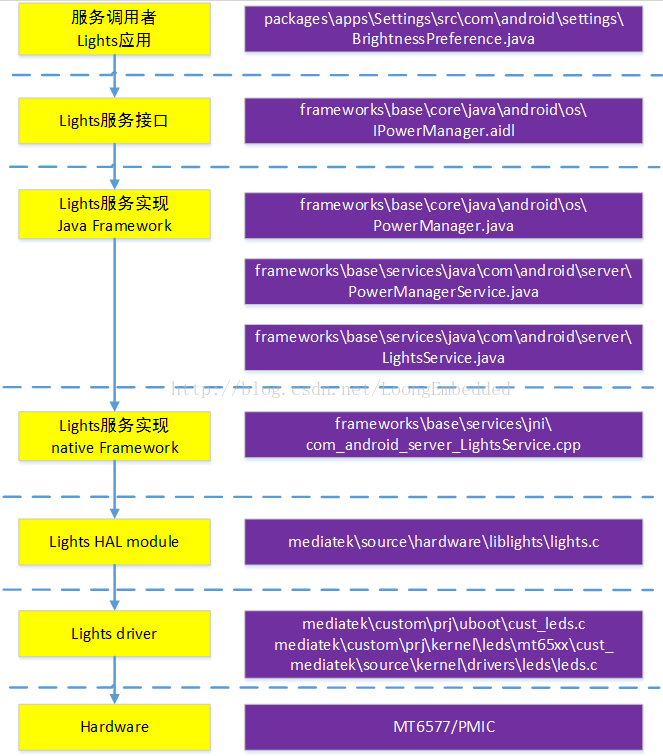 服务调用者
Lights应用
packages\apps\Settings\src\com\android\settings\
BrightnessPreference.java
Lights服务接口
frameworks\base\core\java\android\os\
IPowerManager.aidl
Lights服务实现
Java Framework
frameworks\base\core\java\android\os\
PowerManager.java
frameworks\base\services\java\com\android\server\
PowerManagerService.java
frameworks\base\services\java\com\android\server\
LightsService.java
http://blog.csdn.net/LoongEmbedded
Lights服务实现
native Framework
frameworks\base\services\jni\
com_android_server_LightsService.cpp
Lights HAL module
mediatek\source\hardware\liblights\lights.c
Lights driver
mediatek\custom\prj\uboot\cust_leds.c
mediatek\custom\prj\kernel\leds\mt65xx\cust_
mediatek\source\kernel\drivers\leds\leds.c
Hardware
MT6577/PMIC